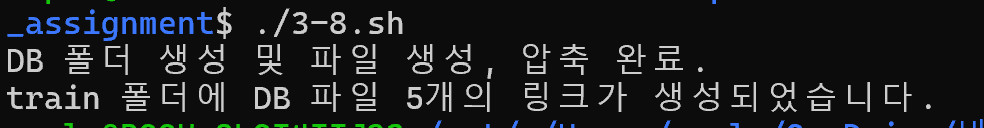 _assignment$ ./3-8.sh
DB 폴더 생성 및 파일 생성, 압축 완료.
train 폴더에 DB 파일 5개의 링크가 생성되었습니다.